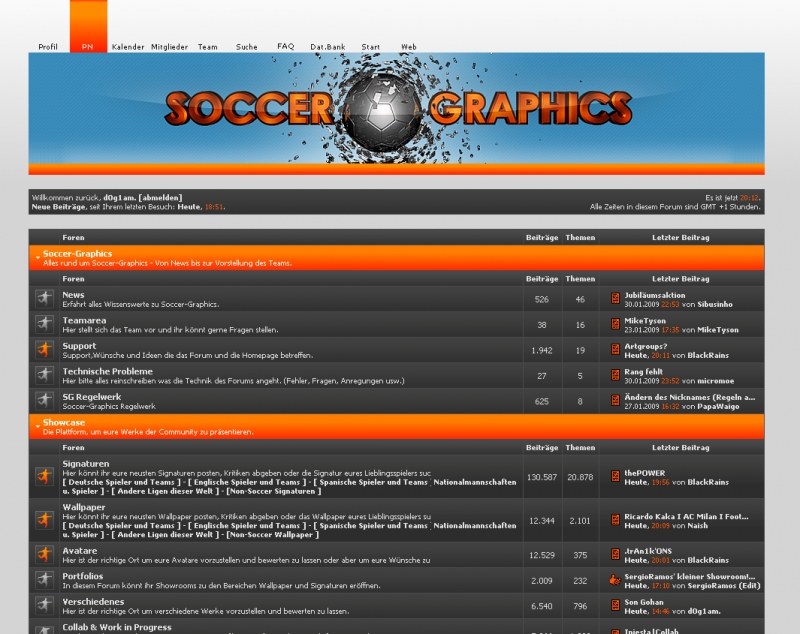 Profil PN Kalender Mitglieder Team Suche FAQ Dat.Bank Start Web
SOCCER GRAPHICS
Willkommen zurück, d0g1am. [abmelden]
Es ist jetzt 20:12.
Neue Beiträge, seit Ihrem letzten Besuch: Heute, 18:51.
Alle Zeiten in diesem Forum sind GMT +1 Stunden.
Foren Beiträge Themen Letzter Beitrag
Soccer-Graphics
Alles rund um Soccer-Graphics - Von News bis zur Vorstellung des Teams.
Foren Beiträge Themen Letzter Beitrag
News
Erfahrt alles Wissenswerte zu Soccer-Graphics.
526 46
Jubiläumsaktion
30.01.2009 22:53 von Sibusinho
Teamarea
Hier stellt sich das Team vor und ihr könnt gerne Fragen stellen.
38 16
MikeTyson
23.01.2009 17:35 von MikeTyson
Support
Support,Wünsche und Ideen die das Forum und die Homepage betreffen.
1.942 19
Artgroups?
Heute, 20:11 von BlackRains
Technische Probleme
Hier bitte alles reinschreiben was die Technik des Forums angeht. (Fehler, Fragen, Anregungen usw.)
27 5
Rang fehlt
30.01.2009 23:52 von micromoe
SG Regelwerk
Soccer-Graphics Regelwerk
625 8
Ändern des Nicknames (Regeln a...
27.01.2009 16:32 von PapaWaigo
Showcase
Die Plattform, um eure Werke der Community zu präsentieren.
Foren Beiträge Themen Letzter Beitrag
Signaturen
Hier könnt ihr eure neusten Signaturen posten, Kritiken abgeben oder die Signatur eures Lieblingsspielers suc
[ Deutsche Spieler und Teams ] - [ Englische Spieler und Teams ] - [ Spanische Spieler und Teams Nationalmannschaften
u. Spieler ] - [ Andere Ligen dieser Welt ] - [Non-Soccer Signaturen ]
130.587 20.878
thePOWER
Heute, 19:56 von BlackRains
Wallpaper
Hier könnt ihr eure neusten Wallpaper posten, Kritiken abgeben oder das Wallpaper eures Lieblingsspielers su
[ Deutsche Spieler und Teams ] - [ Englische Spieler und Teams ] - [ Spanische Spieler und Teams Nationalmannschaften
u. Spieler ] - [ Andere Ligen dieser Welt ] - [Non-Soccer Wallpaper ]
12.344 2.101
Ricardo Kaka I AC Milan I Foot...
Heute, 20:09 von Naish
Avatare
Hier ist der richtige Ort um eure Avatare vorzustellen und bewerten zu lassen oder aber um eure Wünsche zu
12.529 375
.trAn1k'ONS
Heute, 20:01 von BlackRains
Portfolios
In diesem Forum könnt ihr Showrooms zu den Bereichen Wallpaper und Signaturen eröffnen.
2.009 232
SergioRamos' kleiner Showroom!...
Heute, 17:10 von SergioRamos (Edit)
Verschiedenes
Hier ist der richtige Ort um verschiedene Werke vorzustellen und bewerten zu lassen.
6.540 796
Son Gohan
Heute, 14:46 von d0g1am.
Collab & Work in Progress
Iniesta [Collab